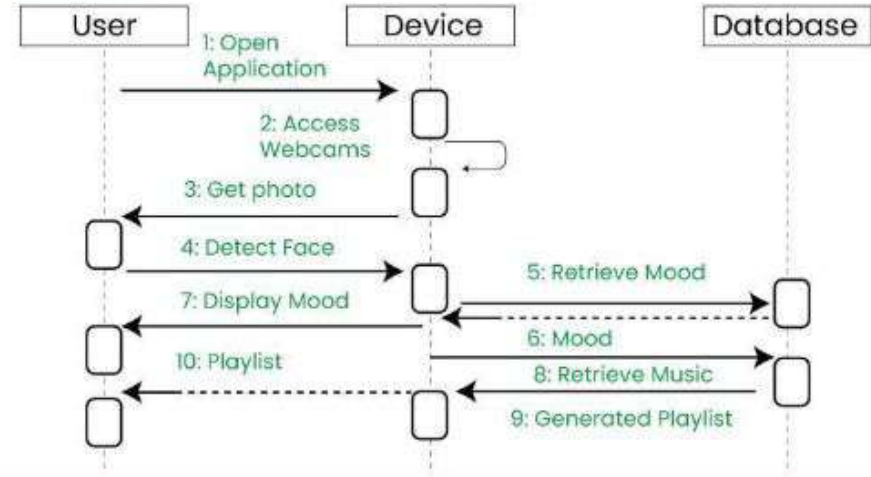 User
Device
Database
1: Open
Application
2: Access
Webcams
3: Get photo
4: Detect Face
5: Retrieve Mood
7: Display Mood
6: Mood
10: Playlist
8: Retrieve Music
9: Generated Playlist